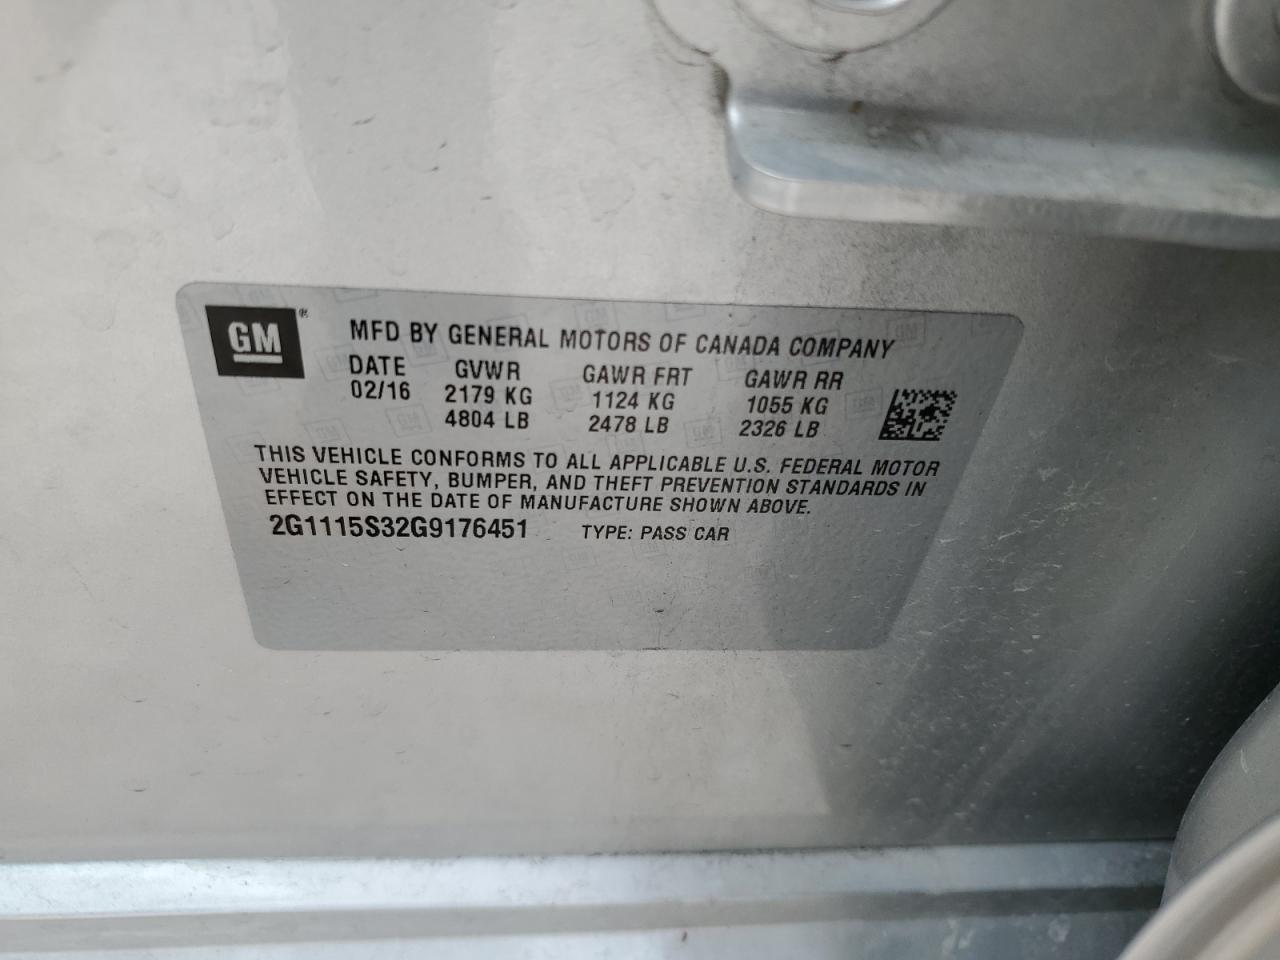 GM ®
MFD BY GENERAL MOTORS OF CANADA COMPANY
DATE GVWR GAWR FRT GAWR RR
02/16 2179 KG 1124 KG 1055 KG
4804 LB 2478 LB 2326 LB
THIS VEHICLE CONFORMS TO ALL APPLICABLE U.S. FEDERAL MOTOR
VEHICLE SAFETY, BUMPER, AND THEFT PREVENTION STANDARDS IN
EFFECT ON THE DATE OF MANUFACTURE SHOWN ABOVE.
2G1115S32G9176451 TYPE: PASS CAR